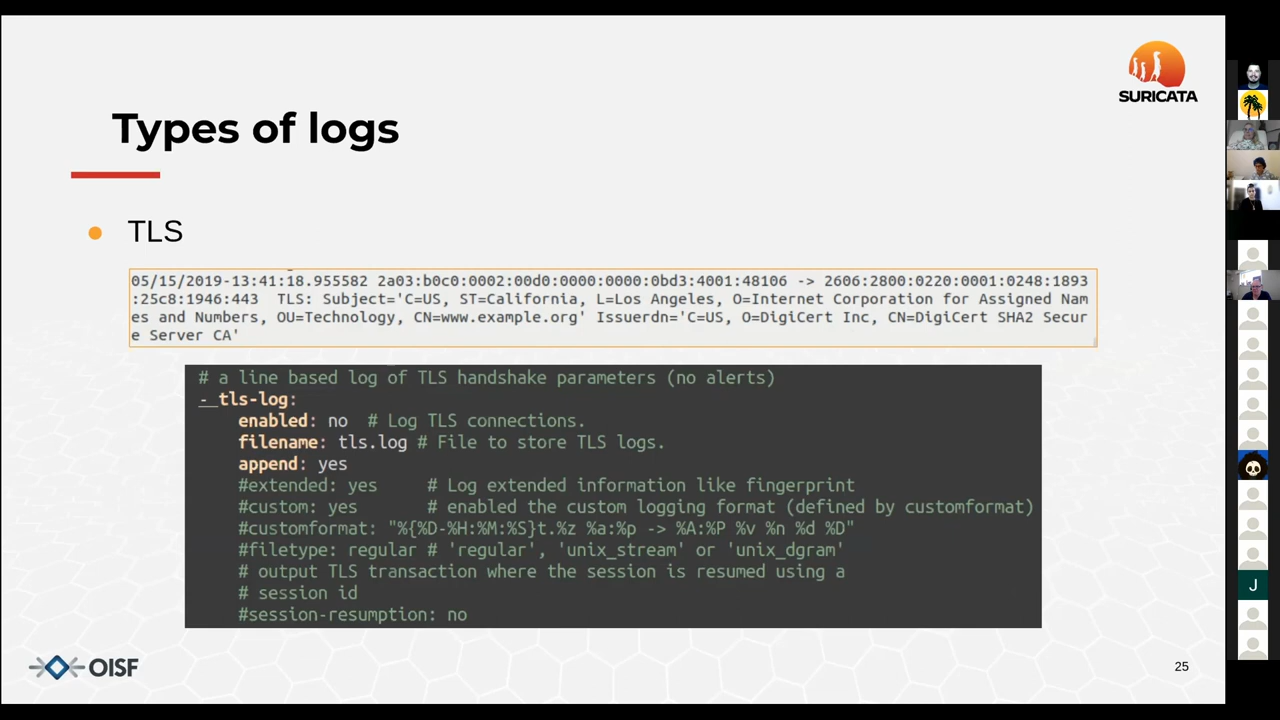 SURICATA
Types of logs
TLS
05/15/2019-13:41:18.955582 2a03:b0c0:0002:00d0:0000:0000:0bd3:4001:48106 -> 2606:2800:0220:0001:0248:1893
:25c8:1946:443  TLS: Subject='C=US, ST=California, L=Los Angeles, O=Internet Corporation for Assigned Nam
es and Numbers, OU=Technology, CN=www.example.org' Issuerdn='C=US, O=DigiCert Inc, CN=DigiCert SHA2 Secur
e Server CA'
# a line based log of TLS handshake parameters (no alerts)
- tls-log:
enabled: no  # Log TLS connections.
filename: tls.log # File to store TLS logs.
append: yes
#extended: yes     # Log extended information like fingerprint
#custom: yes       # enabled the custom logging format (defined by customformat)
#customformat: "%{%D-%H:%M:%S}t.%z %a:%p -> %A:%P %v %n %d %D"
#filetype: regular # 'regular', 'unix_stream' or 'unix_dgram'
# output TLS transaction where the session is resumed using a
# session id
#session-resumption: no
OISF
25
J